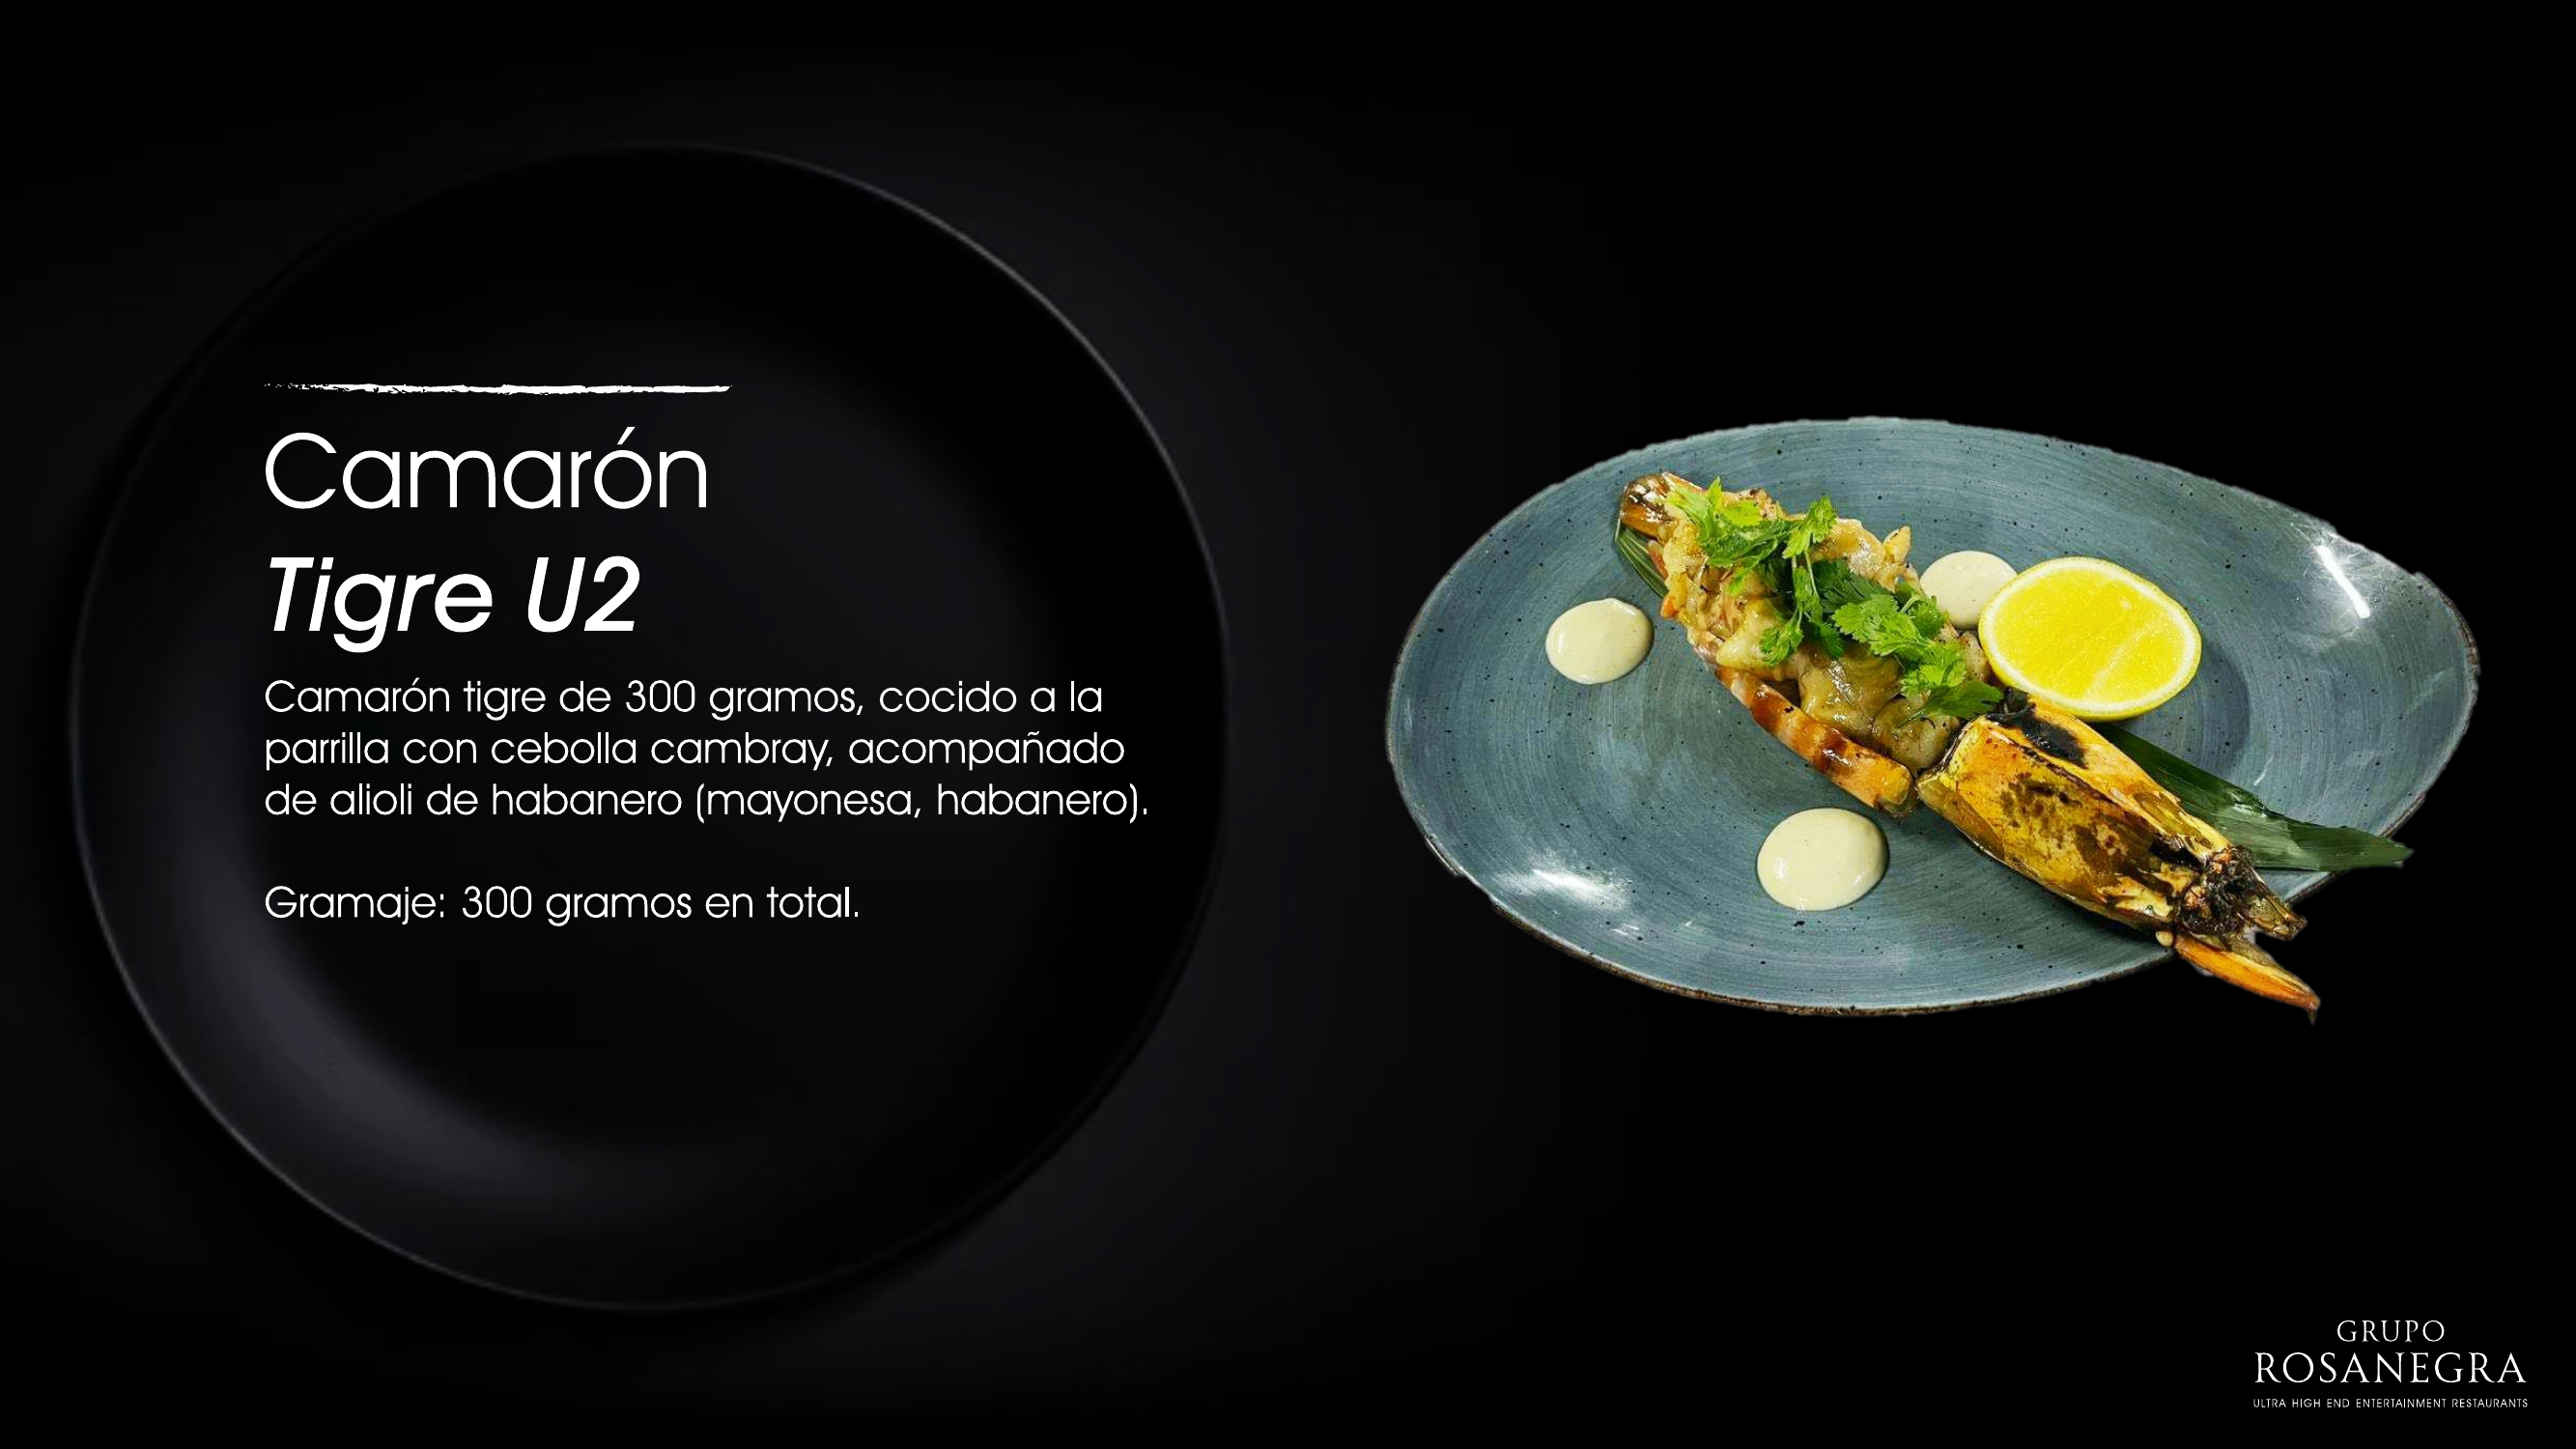 Camarón
Tigre U2
Camarón tigre de 300 gramos, cocido a la
parrilla con cebolla cambray, acompañado
de alioli de habanero (mayonesa, habanero).
Gramaje: 300 gramos en total.
GRUPO
ROSANEGRA
ULTRA HIGH END ENTERTAINMENT RESTAURANTS